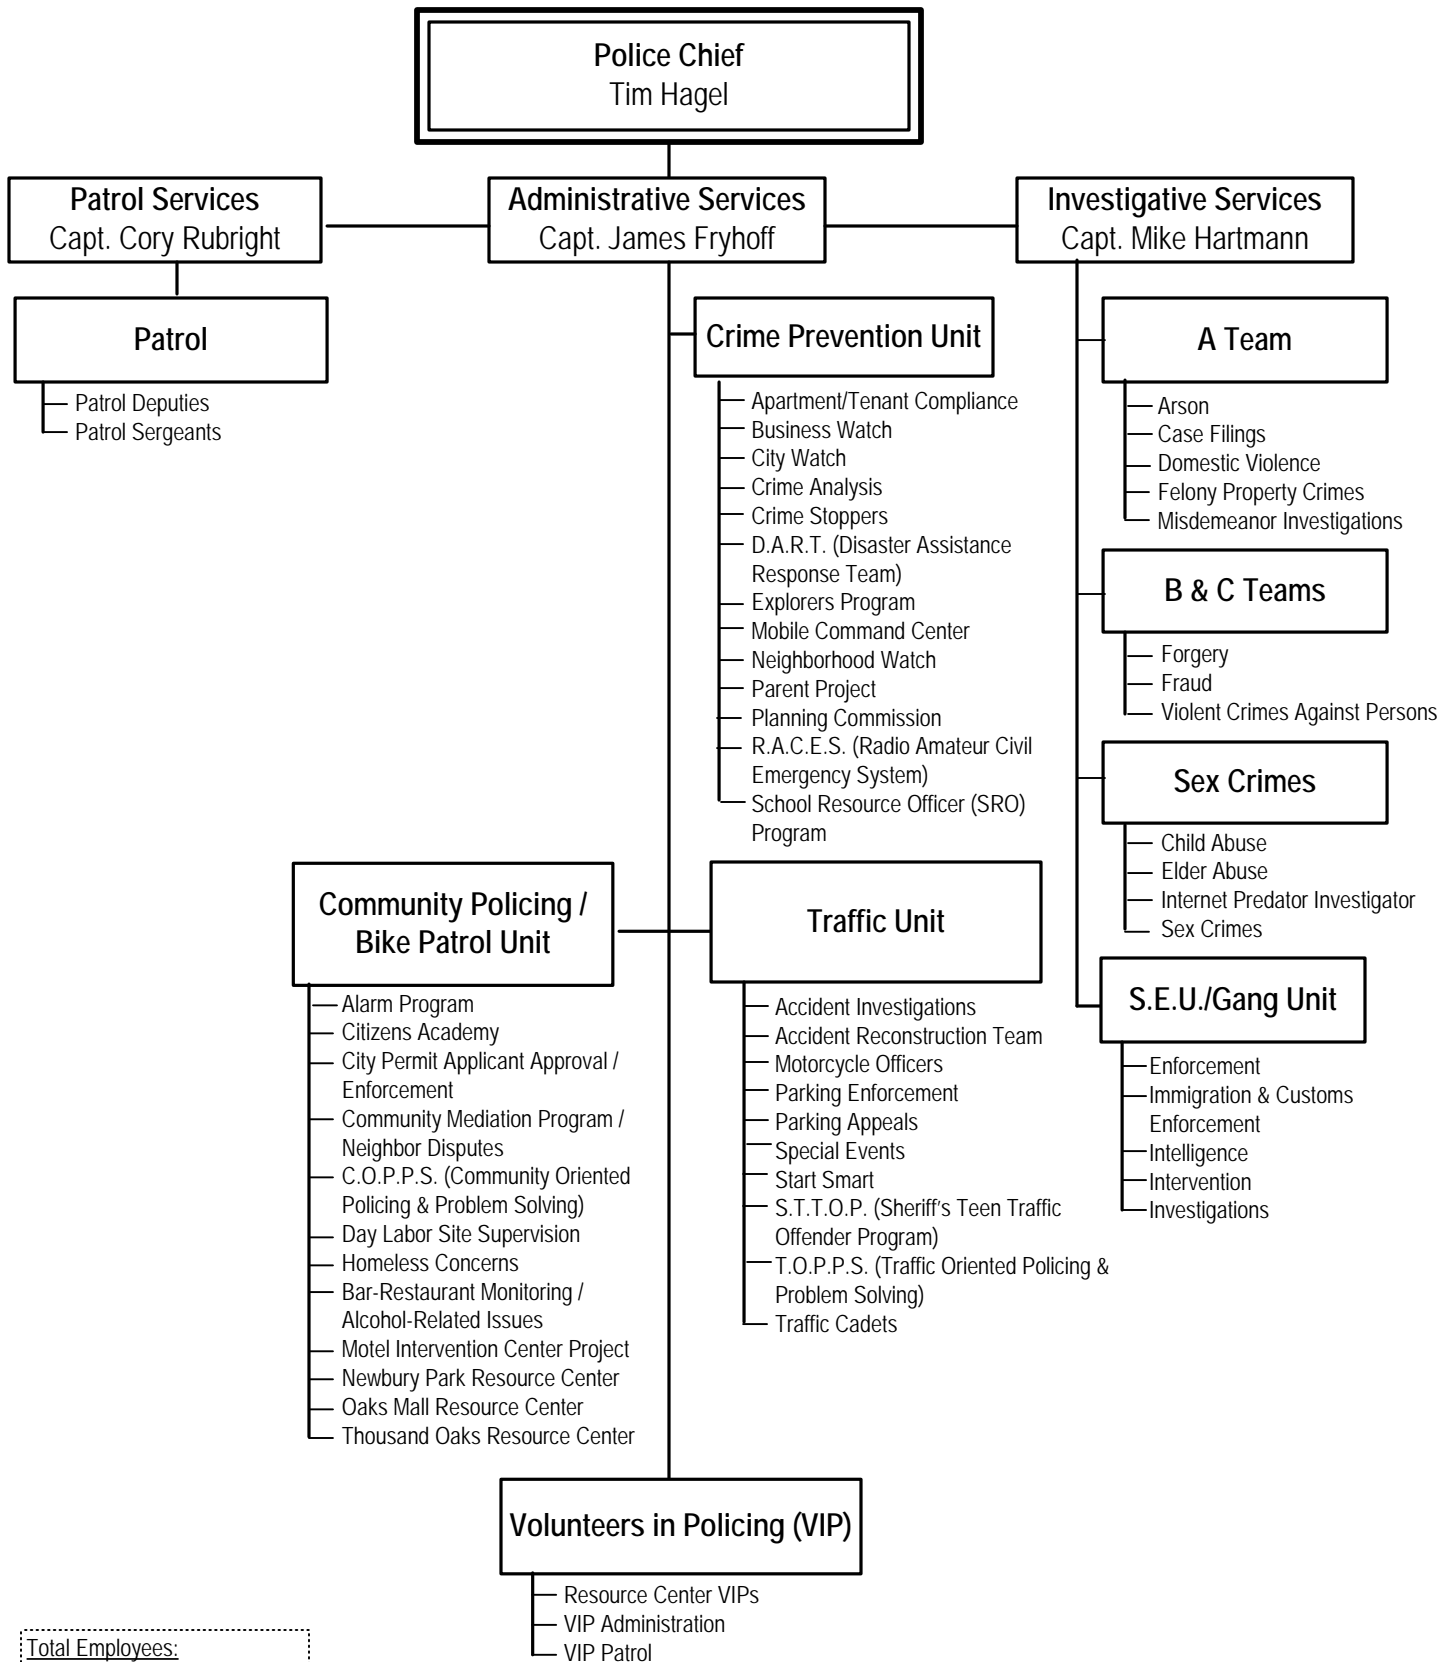 Police Chief
Tim Hagel
Patrol Services
Capt. Cory Rubright
Administrative Services
Capt. James Fryhoff
Investigative Services
Capt. Mike Hartmann
Patrol
Patrol Deputies
Patrol Sergeants
Crime Prevention Unit
Apartment/Tenant Compliance
Business Watch
City Watch
Crime Analysis
Crime Stoppers
D.A.R.T. (Disaster Assistance
Response Team)
Explorers Program
Mobile Command Center
Neighborhood Watch
Parent Project
Planning Commission
R.A.C.E.S. (Radio Amateur Civil
Emergency System)
School Resource Officer (SRO)
Program
A Team
Arson
Case Filings
Domestic Violence
Felony Property Crimes
Misdemeanor Investigations
B & C Teams
Forgery
Fraud
Violent Crimes Against Persons
Sex Crimes
Child Abuse
Elder Abuse
Internet Predator Investigator
Sex Crimes
S.E.U./Gang Unit
Enforcement
Immigration & Customs
Enforcement
Intelligence
Intervention
Investigations
Community Policing /
Bike Patrol Unit
Alarm Program
Citizens Academy
City Permit Applicant Approval /
Enforcement
Community Mediation Program /
Neighbor Disputes
C.O.P.P.S. (Community Oriented
Policing & Problem Solving)
Day Labor Site Supervision
Homeless Concerns
Bar-Restaurant Monitoring /
Alcohol-Related Issues
Motel Intervention Center Project
Newbury Park Resource Center
Oaks Mall Resource Center
Thousand Oaks Resource Center
Traffic Unit
Accident Investigations
Accident Reconstruction Team
Motorcycle Officers
Parking Enforcement
Parking Appeals
Special Events
Start Smart
S.T.T.O.P. (Sheriff's Teen Traffic
Offender Program)
T.O.P.P.S. (Traffic Oriented Policing &
Problem Solving)
Traffic Cadets
Volunteers in Policing (VIP)
Resource Center VIPs
VIP Administration
VIP Patrol
Total Employees: